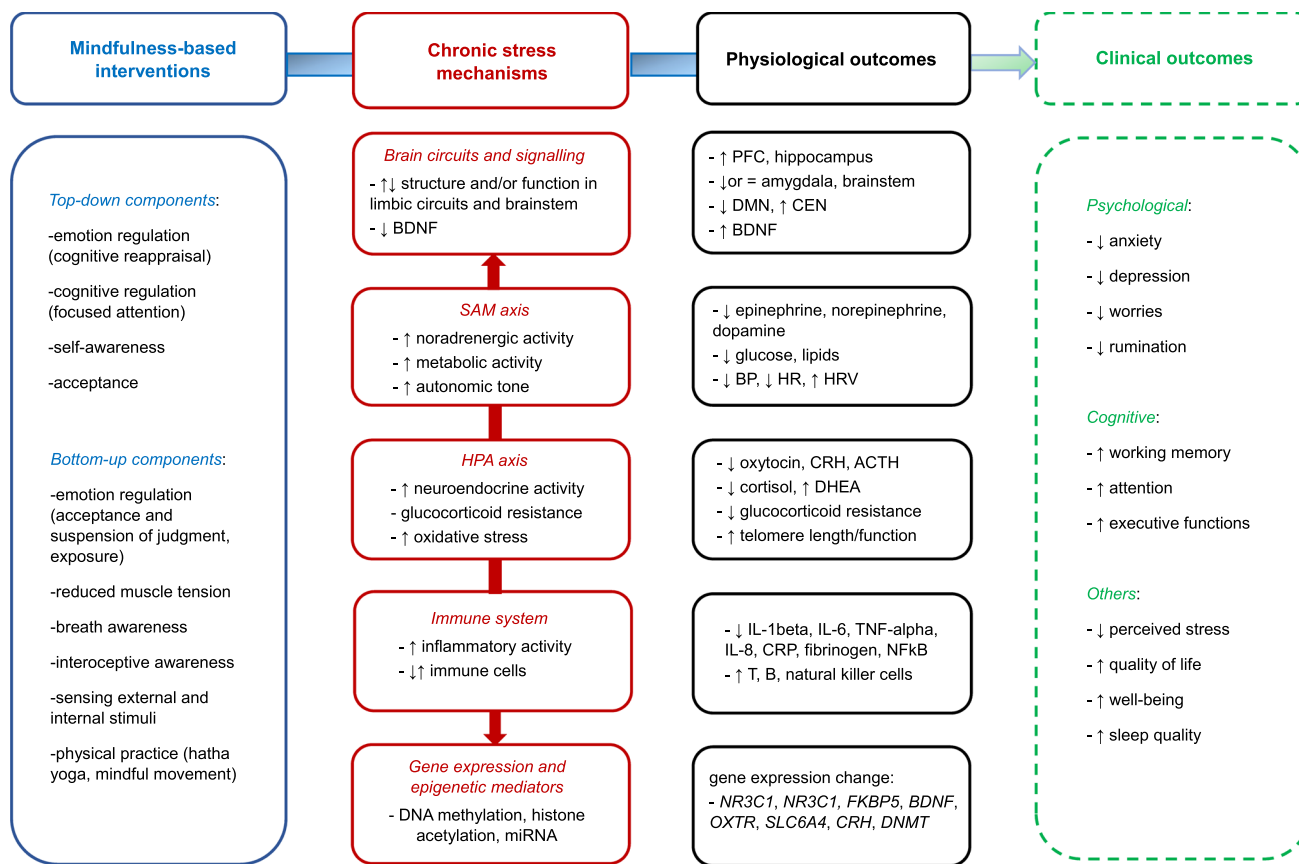 Mindfulness-based
interventions
Chronic stress
mechanisms
Physiological outcomes
Clinical outcomes
Top-down components:
-emotion regulation
(cognitive reappraisal)
-cognitive regulation
(focused attention)
-self-awareness
-acceptance
Bottom-up components:
-emotion regulation
(acceptance and
suspension of judgment,
exposure)
-reduced muscle tension
-breath awareness
-interoceptive awareness
-sensing external and
internal stimuli
-physical practice (hatha
yoga, mindful movement)
Brain circuits and signalling
- ↑↓ structure and/or function in
limbic circuits and brainstem
- ↓ BDNF
SAM axis
- ↑ noradrenergic activity
- ↑ metabolic activity
- ↑ autonomic tone
HPA axis
- ↑ neuroendocrine activity
- glucocorticoid resistance
- ↑ oxidative stress
Immune system
- ↑ inflammatory activity
- ↓↑ immune cells
Gene expression and
epigenetic mediators
- DNA methylation, histone
acetylation, miRNA
- ↑ PFC, hippocampus
- ↓or = amygdala, brainstem
- ↓ DMN, ↑ CEN
- ↑ BDNF
- ↓ epinephrine, norepinephrine,
dopamine
- ↓ glucose, lipids
- ↓ BP, ↓ HR, ↑ HRV
- ↓ oxytocin, CRH, ACTH
- ↓ cortisol, ↑ DHEA
- ↓ glucocorticoid resistance
- ↑ telomere length/function
- ↓ IL-1beta, IL-6, TNF-alpha,
IL-8, CRP, fibrinogen, NFkB
- ↑ T, B, natural killer cells
gene expression change:
- NR3C1, NR3C1, FKBP5, BDNF,
OXTR, SLC6A4, CRH, DNMT
Psychological:
- ↓ anxiety
- ↓ depression
- ↓ worries
- ↓ rumination
Cognitive:
- ↑ working memory
- ↑ attention
- ↑ executive functions
Others:
- ↓ perceived stress
- ↑ quality of life
- ↑ well-being
- ↑ sleep quality